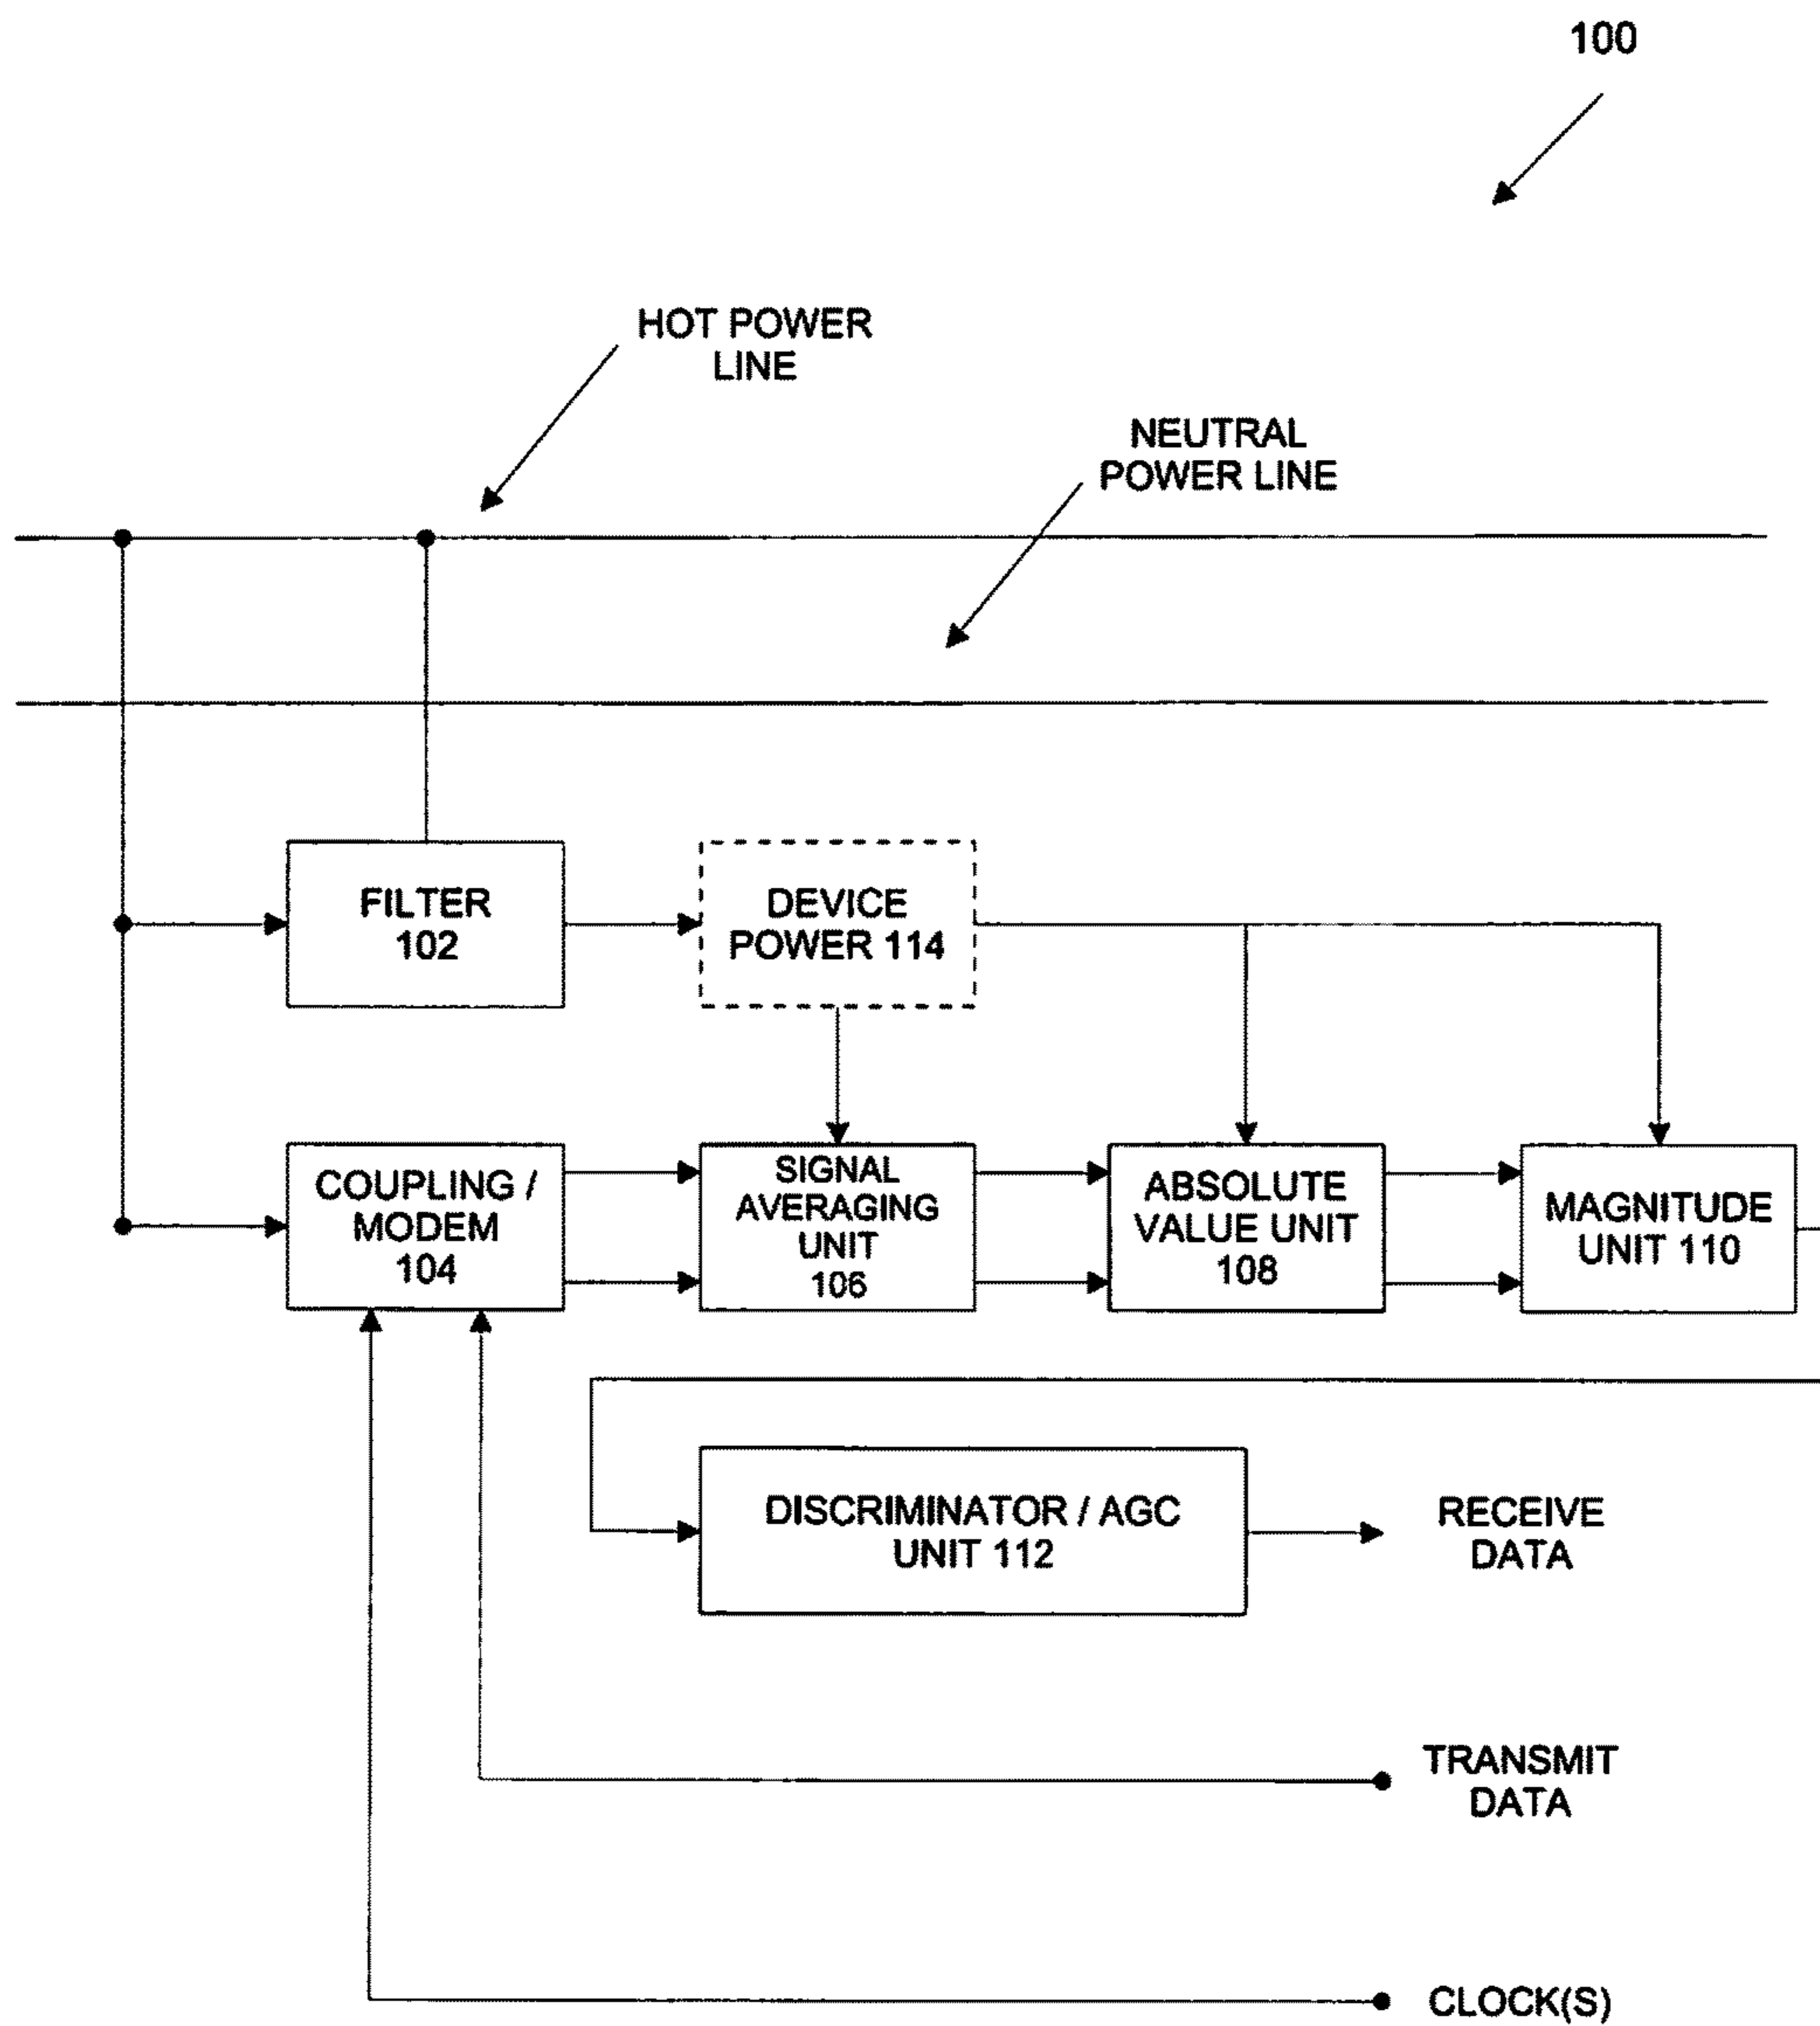 100
HOT POWER
LINE
NEUTRAL
POWER LINE
FILTER
102
DEVICE
POWER 114
COUPLING /
MODEM
104
SIGNAL
AVERAGING
UNIT
106
ABSOLUTE
VALUE UNIT
108
MAGNITUDE
UNIT 110
DISCRIMINATOR / AGC
UNIT 112
RECEIVE
DATA
TRANSMIT
DATA
CLOCK(S)